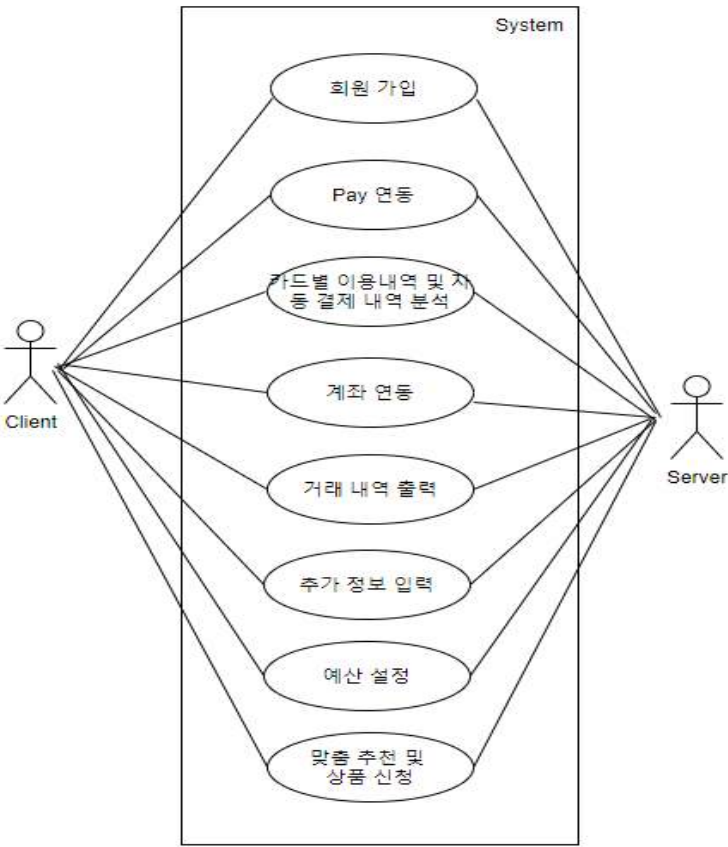 System
회원 가입
Pay 연동
카드별 이용내역 및 자
동 결제 내역 분석
Client
계좌 연동
Server
거래 내역 출력
추가 정보 입력
예산 설정
맞춤 추천 및
상품 신청